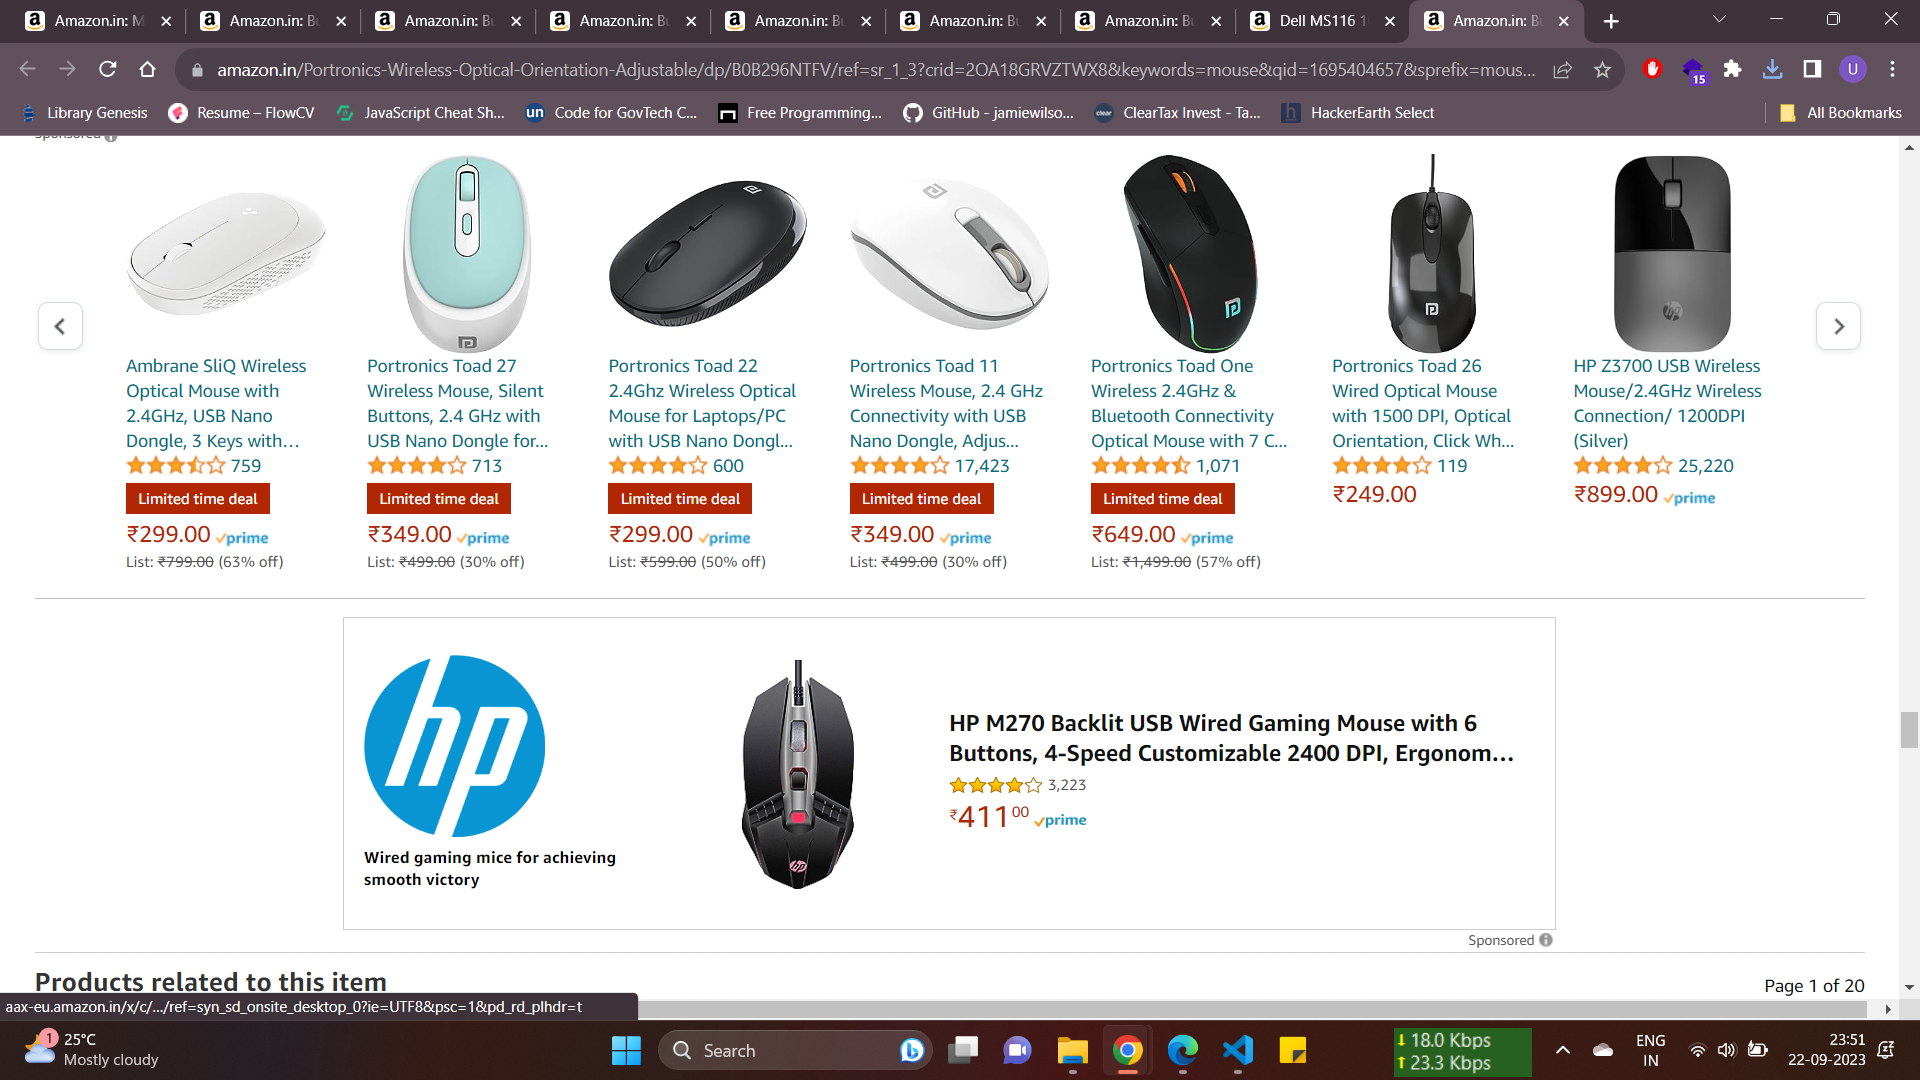 Amazon.in: M
Amazon.in: Bu
Amazon.in: Bu
Amazon.in: Bu
Amazon.in: Bu
Amazon.in: Bu
Amazon.in: Bu
Dell MS116 1
Amazon.in: B
amazon.in/Portronics-Wireless-Optical-Orientation-Adjustable/dp/B0B296NTFV/ref=sr_1_3?crid=2OA18GRVZTWX8&keywords=mouse&qid=1695404657&sprefix=mous...
15
U
Library Genesis
Resume – FlowCV
JavaScript Cheat Sh...
un Code for GovTech C...
Free Programming...
GitHub - jamiewilso...
clear ClearTax Invest - Ta...
h HackerEarth Select
All Bookmarks
Sponsored
Ambrane SliQ Wireless
Optical Mouse with
2.4GHz, USB Nano
Dongle, 3 Keys with…
759
Limited time deal
₹299.00 prime
List: ₹799.00 (63% off)
Portronics Toad 27
Wireless Mouse, Silent
Buttons, 2.4 GHz with
USB Nano Dongle for...
713
Limited time deal
₹349.00 prime
List: ₹499.00 (30% off)
Portronics Toad 22
2.4Ghz Wireless Optical
Mouse for Laptops/PC
with USB Nano Dongl...
600
Limited time deal
₹299.00 prime
List: ₹599.00 (50% off)
Portronics Toad 11
Wireless Mouse, 2.4 GHz
Connectivity with USB
Nano Dongle, Adjus...
17,423
Limited time deal
₹349.00 prime
List: ₹499.00 (30% off)
Portronics Toad One
Wireless 2.4GHz &
Bluetooth Connectivity
Optical Mouse with 7 C...
1,071
Limited time deal
₹649.00 prime
List: ₹1,499.00 (57% off)
Portronics Toad 26
Wired Optical Mouse
with 1500 DPI, Optical
Orientation, Click Wh...
119
₹249.00
hp
HP Z3700 USB Wireless
Mouse/2.4GHz Wireless
Connection/ 1200DPI
(Silver)
25,220
₹899.00 prime
hp
Wired gaming mice for achieving
smooth victory
hp
HP M270 Backlit USB Wired Gaming Mouse with 6
Buttons, 4-Speed Customizable 2400 DPI, Ergonom...
3,223
₹411 00 prime
Sponsored
Products related to this item
Page 1 of 20
aax-eu.amazon.in/x/c/.../ref=syn_sd_onsite_desktop_0?ie=UTF8&psc=1&pd_rd_plhdr=t
1
25°C
Mostly cloudy
Search
18.0 Kbps
23.3 Kbps
ENG
IN
23:51
22-09-2023